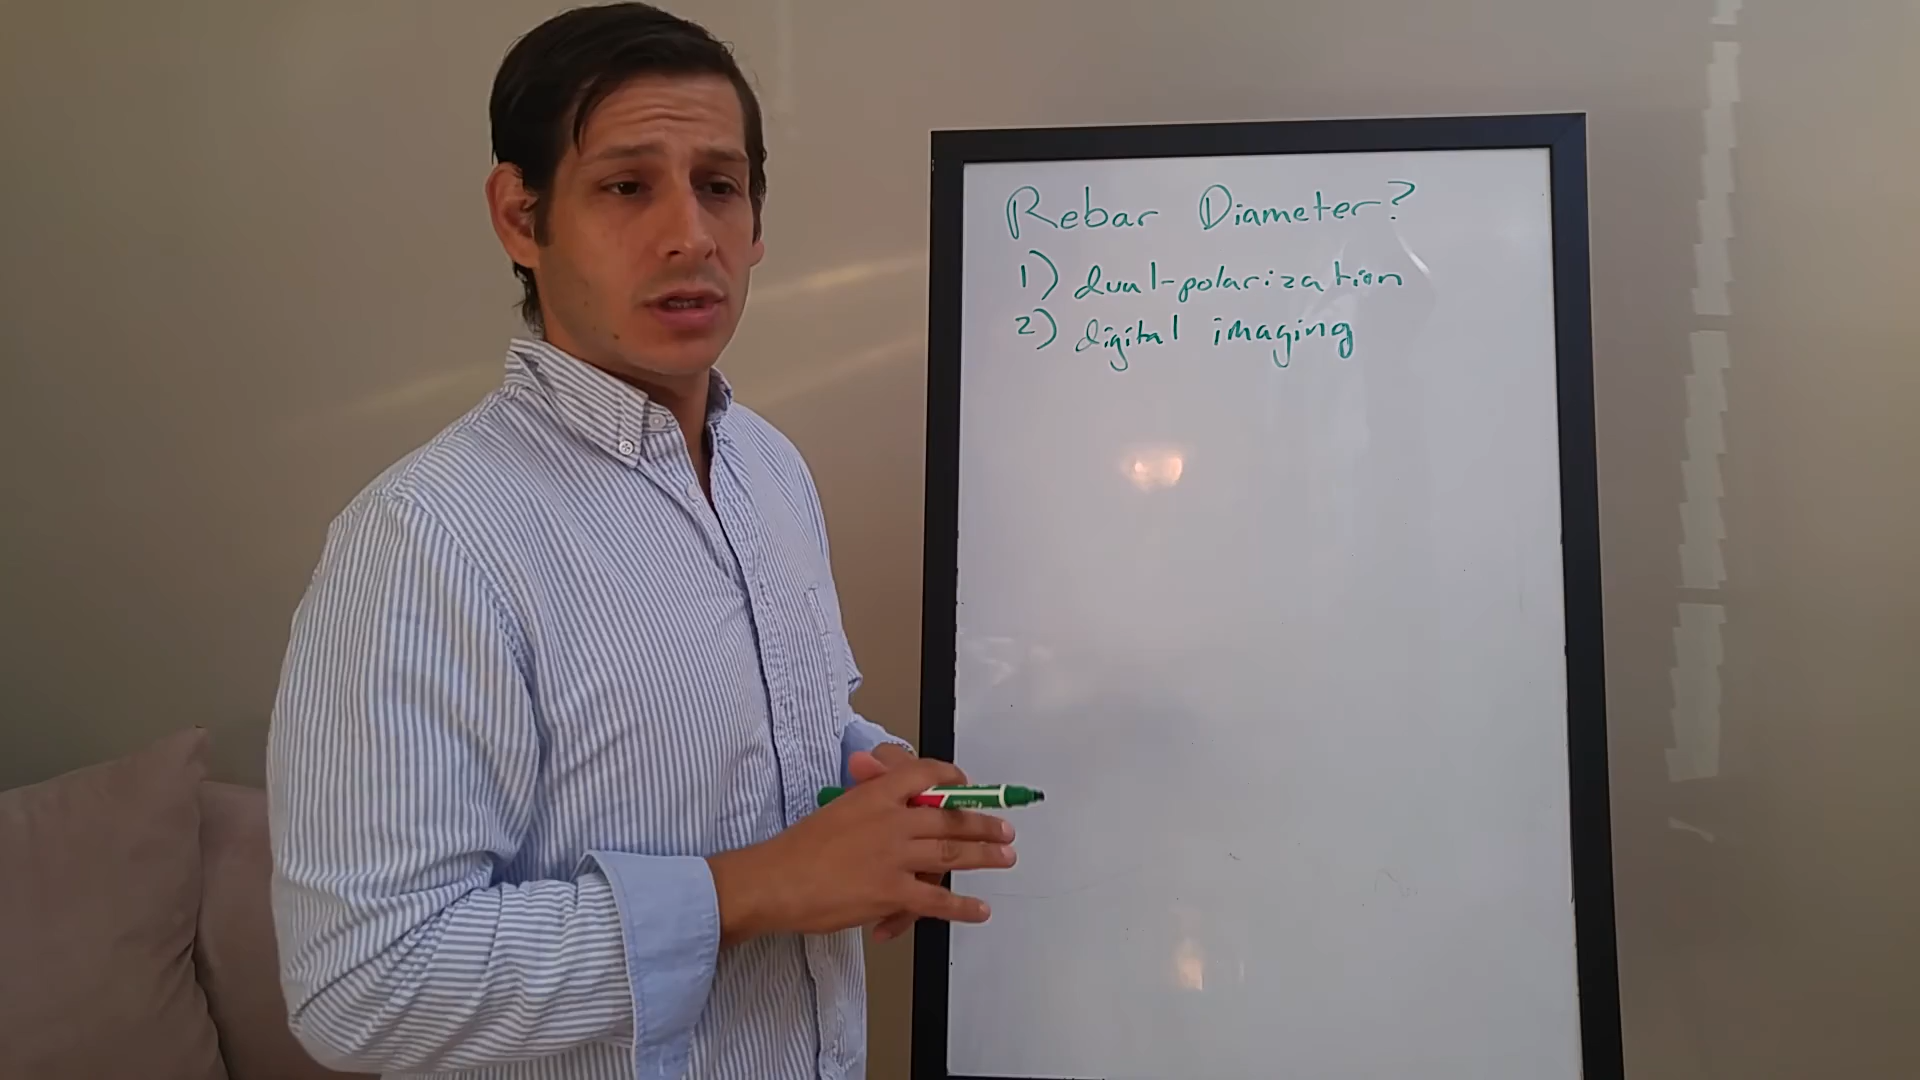 Rebar Diameter?
1) dual-polarization
2) digital imaging